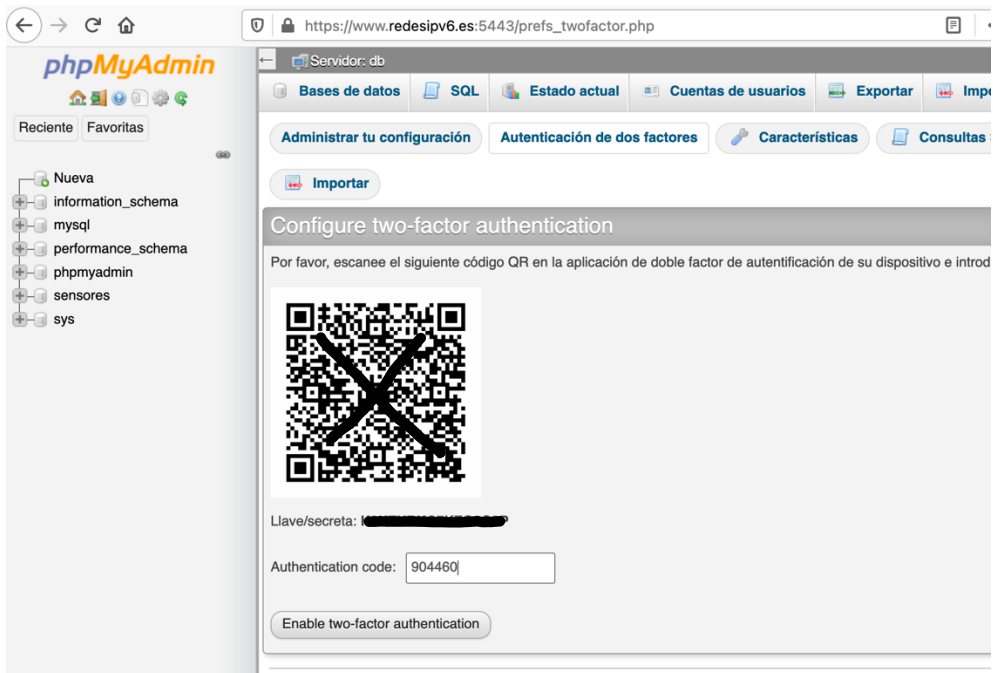 https://www.redesipv6.es:5443/prefs_twofactor.php
phpMyAdmin
Reciente Favoritas
Nueva
information_schema
mysql
performance_schema
phpmyadmin
sensores
sys
Servidor: db
Bases de datos SQL Estado actual Cuentas de usuarios Exportar Impo
Administrar tu configuración Autenticación de dos factores Características Consultas
Importar
Configure two-factor authentication
Por favor, escanee el siguiente código QR en la aplicación de doble factor de autentificación de su dispositivo e introd
Llave/secreta:
Authentication code: 904460
Enable two-factor authentication